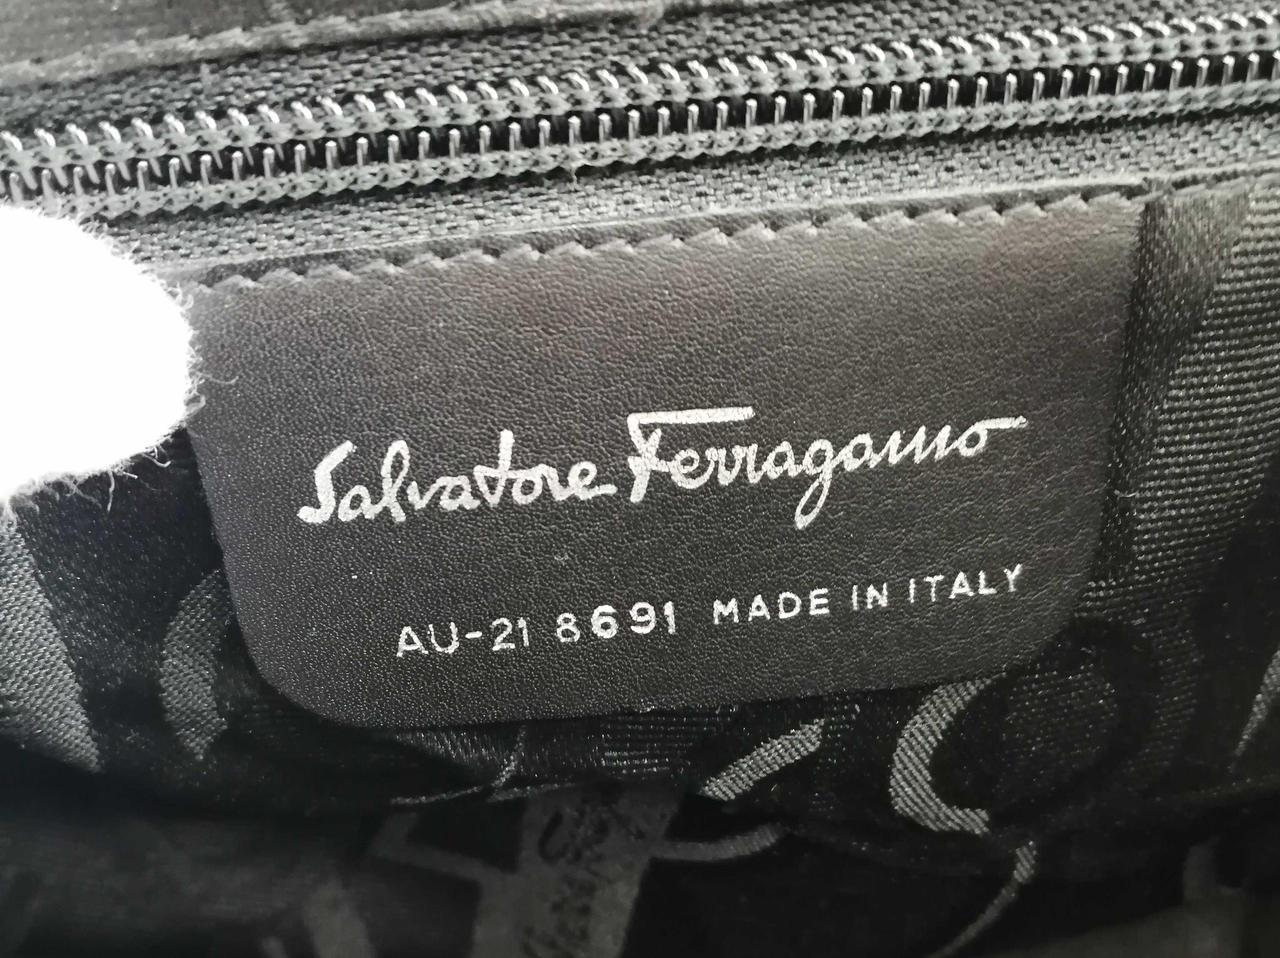 Salvatore Ferragamo
AU-21 8691 MADE IN ITALY